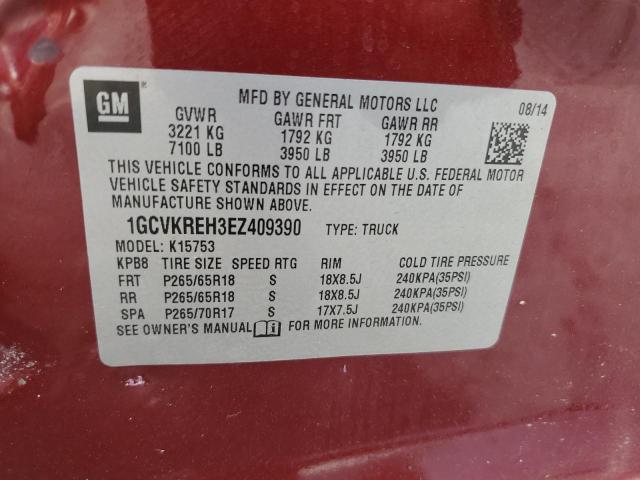 GM
MFD BY GENERAL MOTORS LLC
08/14
GVWR GAWR FRT GAWR RR
3221 KG 1792 KG 1792 KG
7100 LB 3950 LB 3950 LB
THIS VEHICLE CONFORMS TO ALL APPLICABLE U.S. FEDERAL MOTOR
VEHICLE SAFETY STANDARDS IN EFFECT ON THE DATE OF
MANUFACTURE SHOWN ABOVE.
1GCVKREH3EZ409390 TYPE: TRUCK
MODEL: K15753
KPB8 TIRE SIZE SPEED RTG RIM COLD TIRE PRESSURE
FRT P265/65R18 S 18X8.5J 240KPA(35PSI)
RR P265/65R18 S 18X8.5J 240KPA(35PSI)
SPA P265/70R17 S 17X7.5J 240KPA(35PSI)
SEE OWNER'S MANUAL FOR MORE INFORMATION.